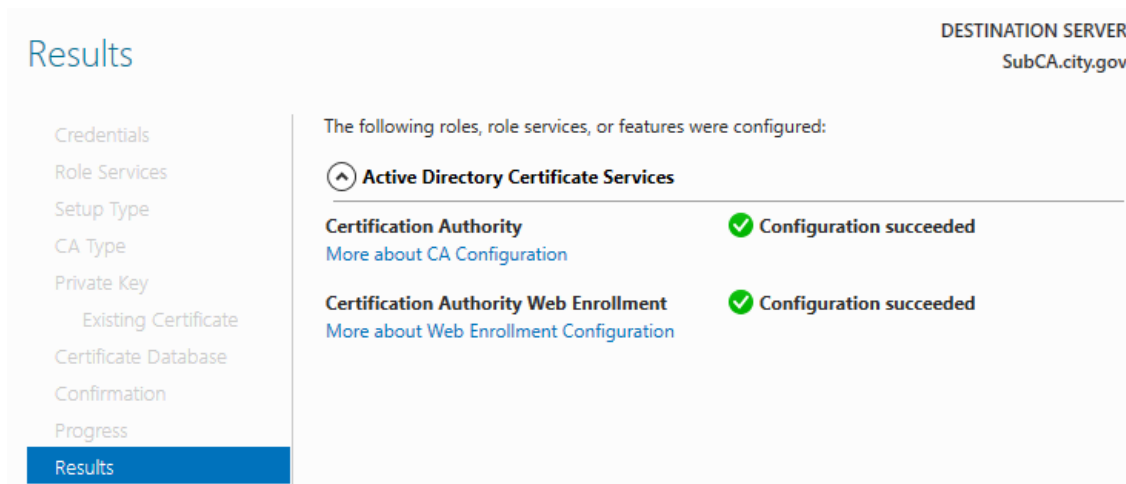 Results
DESTINATION SERVER
SubCA.city.gov
Credentials
Role Services
Setup Type
CA Type
Private Key
Existing Certificate
Certificate Database
Confirmation
Progress
Results
The following roles, role services, or features were configured:
Active Directory Certificate Services
Certification Authority Configuration succeeded
More about CA Configuration
Certification Authority Web Enrollment Configuration succeeded
More about Web Enrollment Configuration